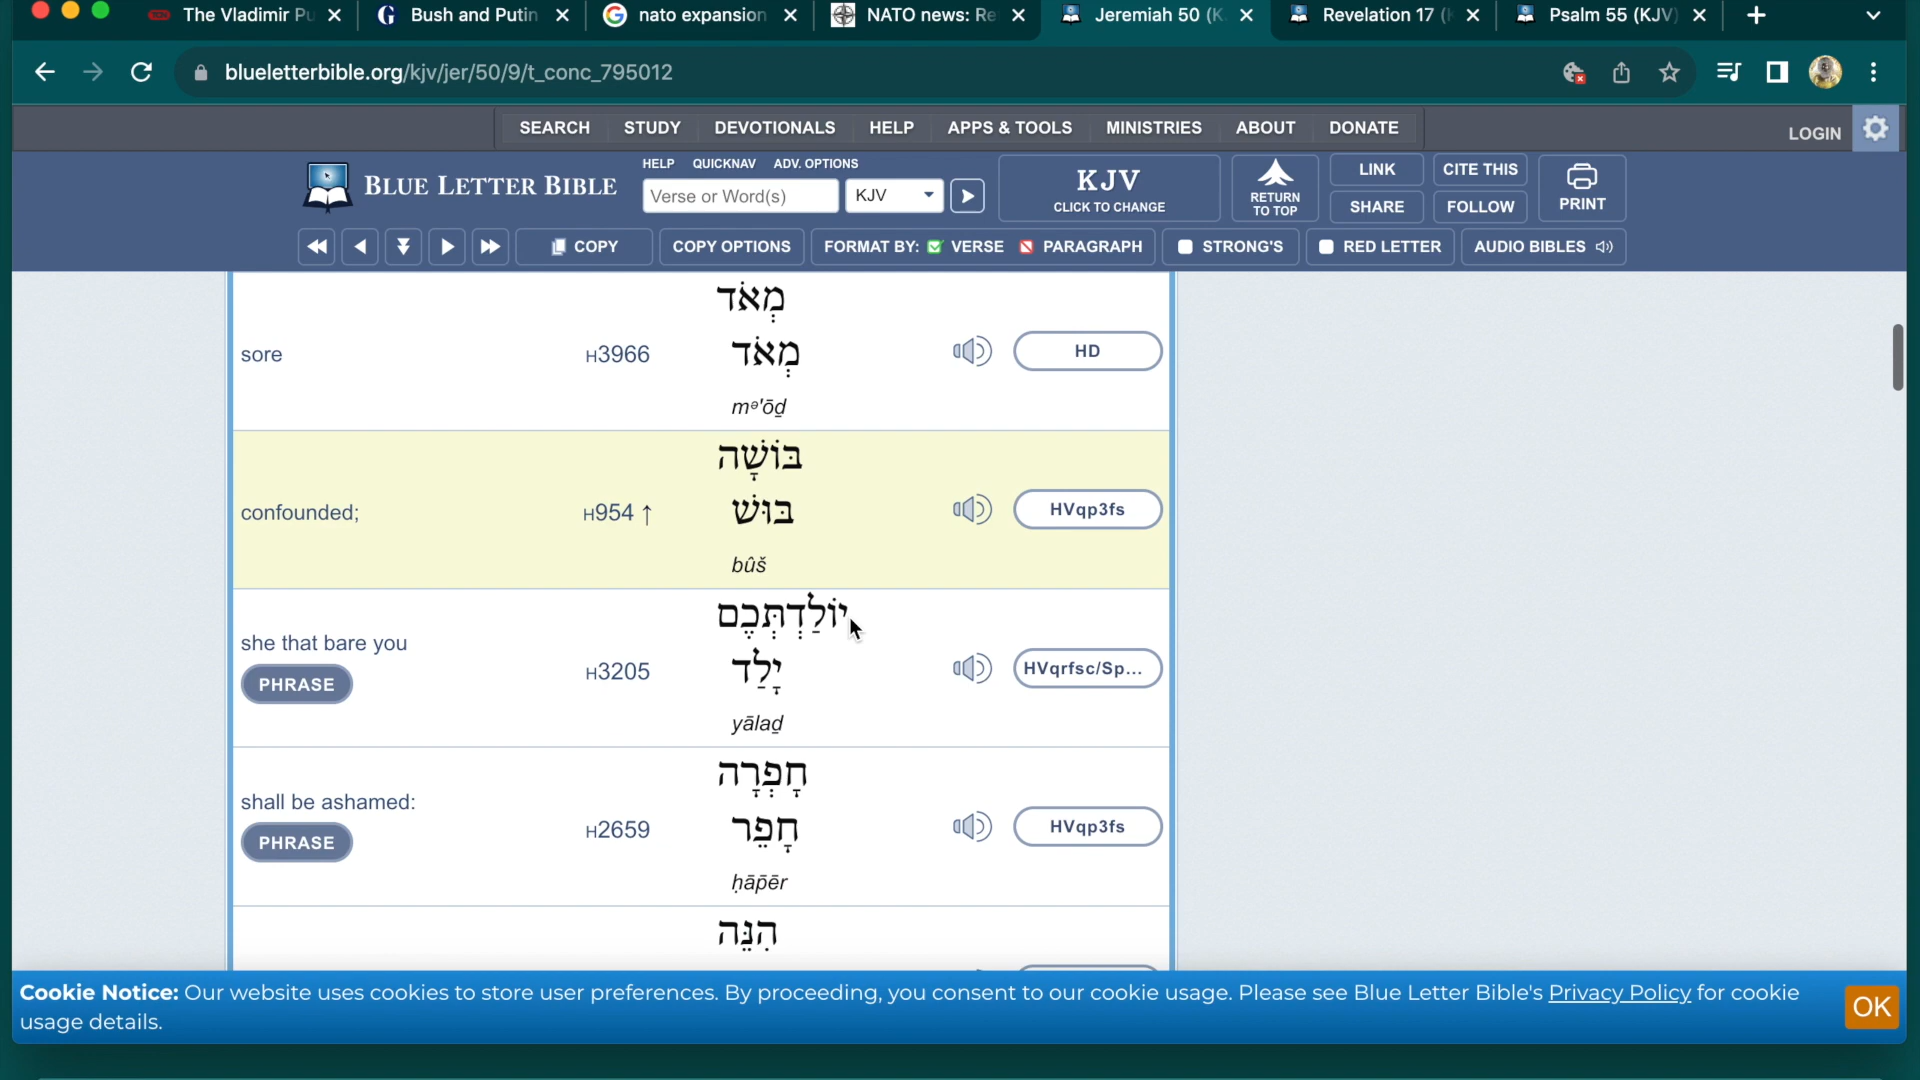 The Vladimir Pu
Bush and Putin
nato expansion
NATO news: Re
Jeremiah 50 (K
Revelation 17 (
Psalm 55 (KJV)
blueletterbible.org/kjv/jer/50/9/t_conc_795012
SEARCH STUDY DEVOTIONALS HELP APPS & TOOLS MINISTRIES ABOUT DONATE
LOGIN
BLUE LETTER BIBLE
HELP QUICKNAV ADV. OPTIONS
Verse or Word(s)
KJV
KJV
CLICK TO CHANGE
RETURN
TO TOP
LINK
CITE THIS
SHARE
FOLLOW
PRINT
COPY
COPY OPTIONS
FORMAT BY: VERSE PARAGRAPH
STRONG'S
RED LETTER
AUDIO BIBLES
מְאֹד
sore H3966 מְאֹד HD
mᵊ'ōḏ
בּוֹשָׁה
confounded; H954 ↑ בּוּשׁ HVqp3fs
bûš
יוֹלַדְתְּכֶם
she that bare you
PHRASE
H3205 יָלַד HVqrfsc/Sp...
yālaḏ
חָפְרָה
shall be ashamed:
PHRASE
H2659 חָפֵר HVqp3fs
ḥāp̄ēr
הִנֵּה
Cookie Notice: Our website uses cookies to store user preferences. By proceeding, you consent to our cookie usage. Please see Blue Letter Bible's Privacy Policy for cookie
usage details.
OK